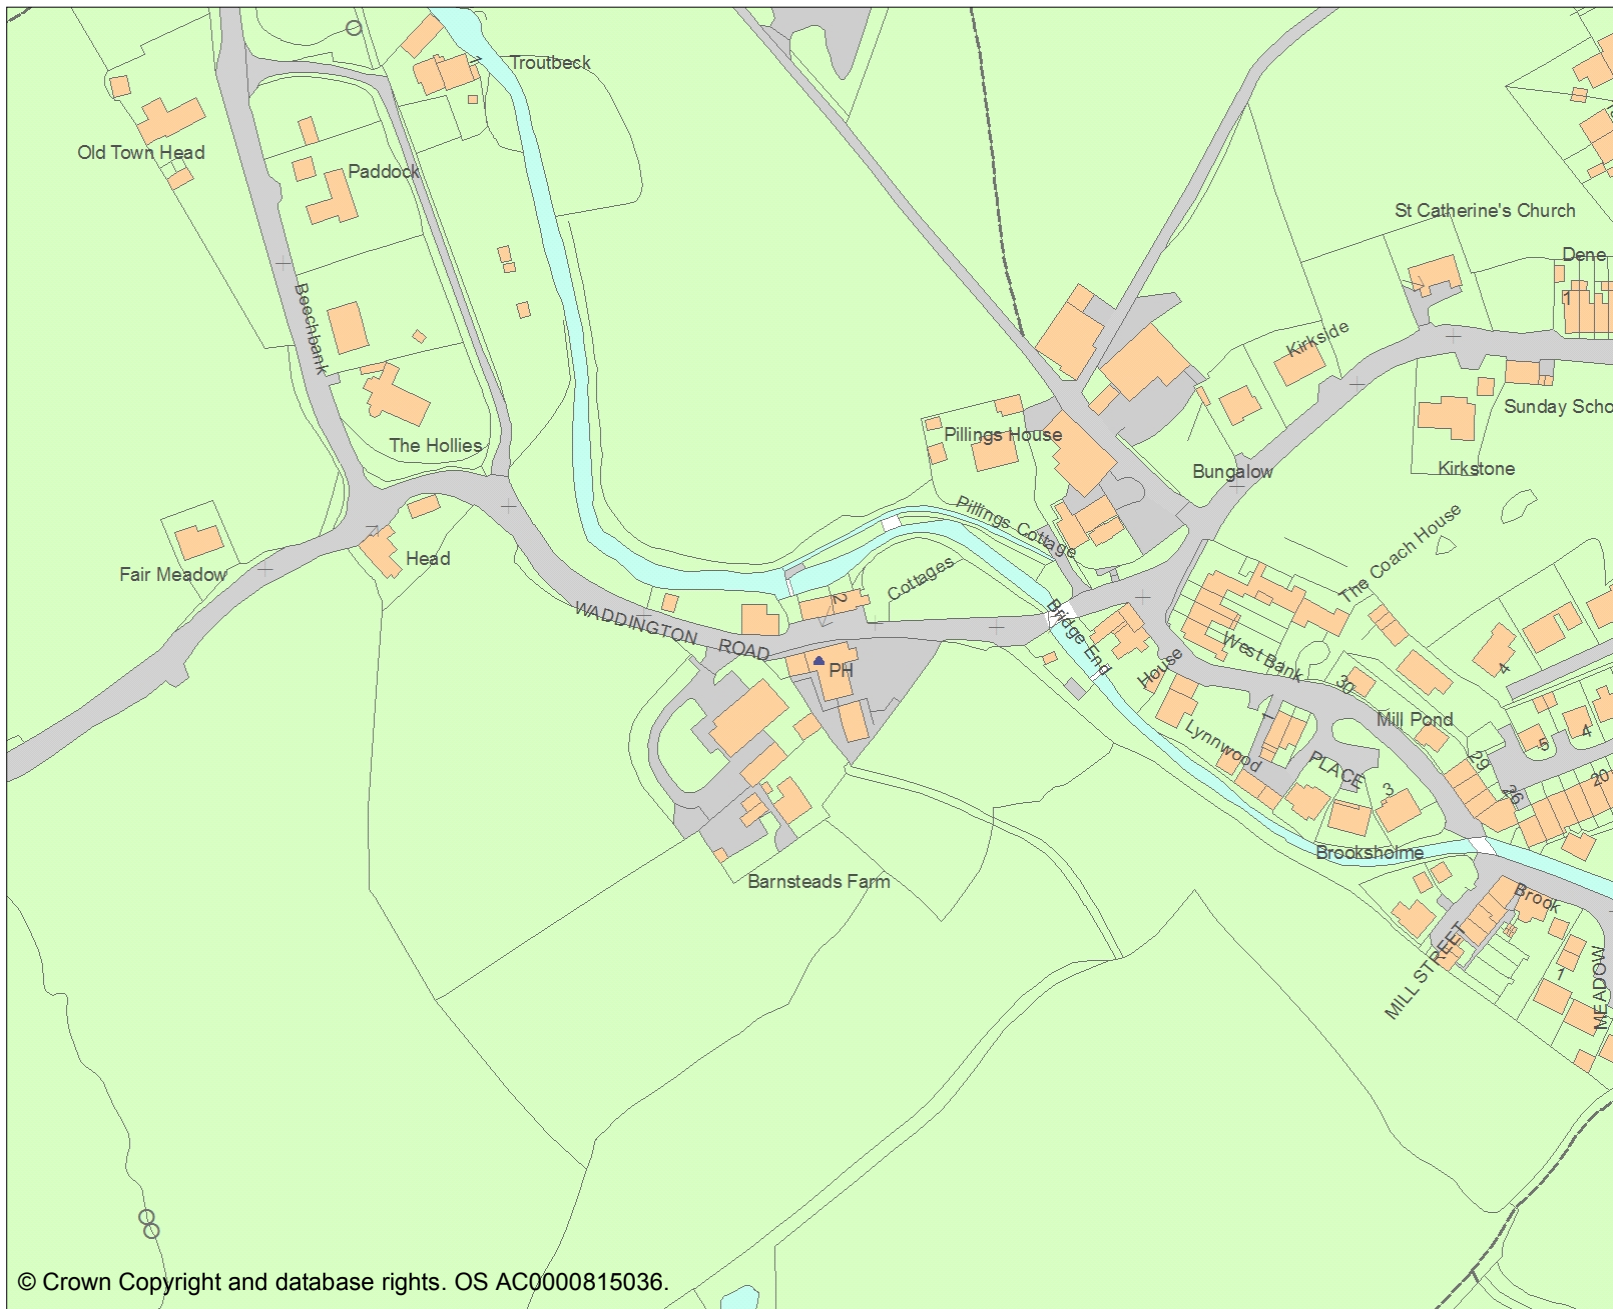 Troutbeck
Old Town Head
Paddock
St Catherine's Church
Dene
1
Beechbank
Kirkside
The Hollies
Pillings House
Sunday Scho
Bungalow
Kirkstone
Pillings Cottage
The Coach House
Head
Fair Meadow
Cottages
2
WADDINGTON ROAD
Bridge End
House
West Bank
PH
30
4
Mill Pond
Lynnwood
1
PLACE
5
4
29
26
20
3
Brooksholme
Barnsteads Farm
Brook
MILL STREET
1
MEADOW
© Crown Copyright and database rights. OS AC0000815036.